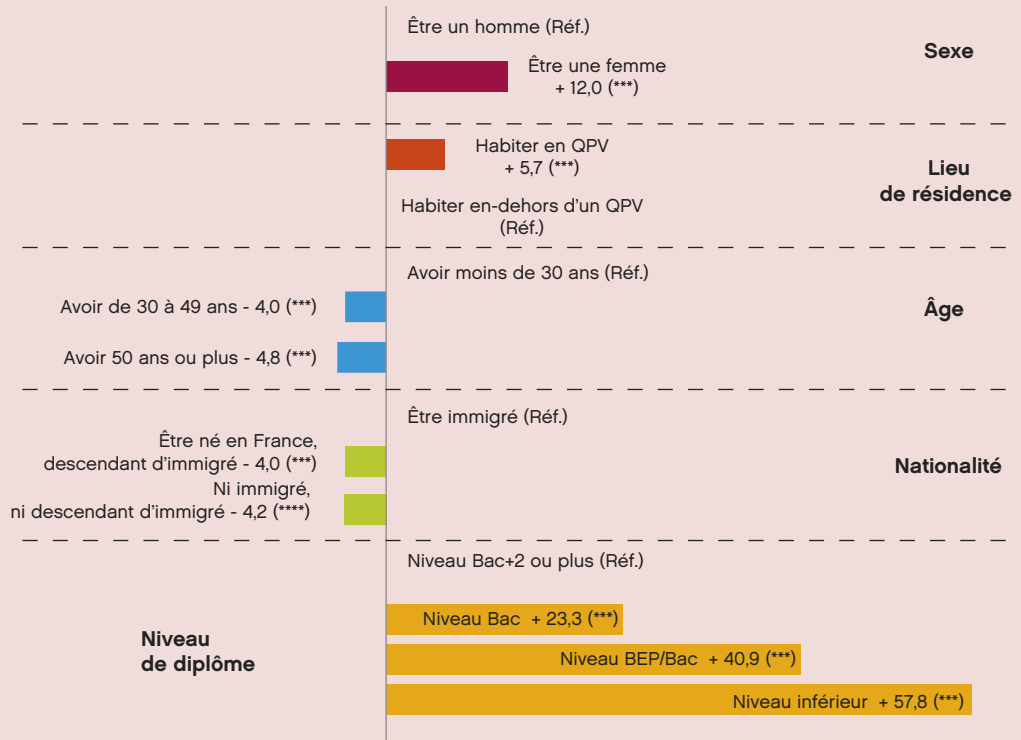 Être un homme (Réf.)
Sexe
Être une femme
+ 12,0 (***)
Habiter en QPV
+ 5,7 (***)
Lieu
de résidence
Habiter en-dehors d'un QPV
(Réf.)
Avoir moins de 30 ans (Réf.)
Avoir de 30 à 49 ans - 4,0 (***)
Âge
Avoir 50 ans ou plus - 4,8 (***)
Être immigré (Réf.)
Être né en France,
descendant d'immigré - 4,0 (***)
Nationalité
Ni immigré,
ni descendant d'immigré - 4,2 (****)
Niveau Bac+2 ou plus (Réf.)
Niveau Bac + 23,3 (***)
Niveau
de diplôme
Niveau BEP/Bac + 40,9 (***)
Niveau inférieur + 57,8 (***)